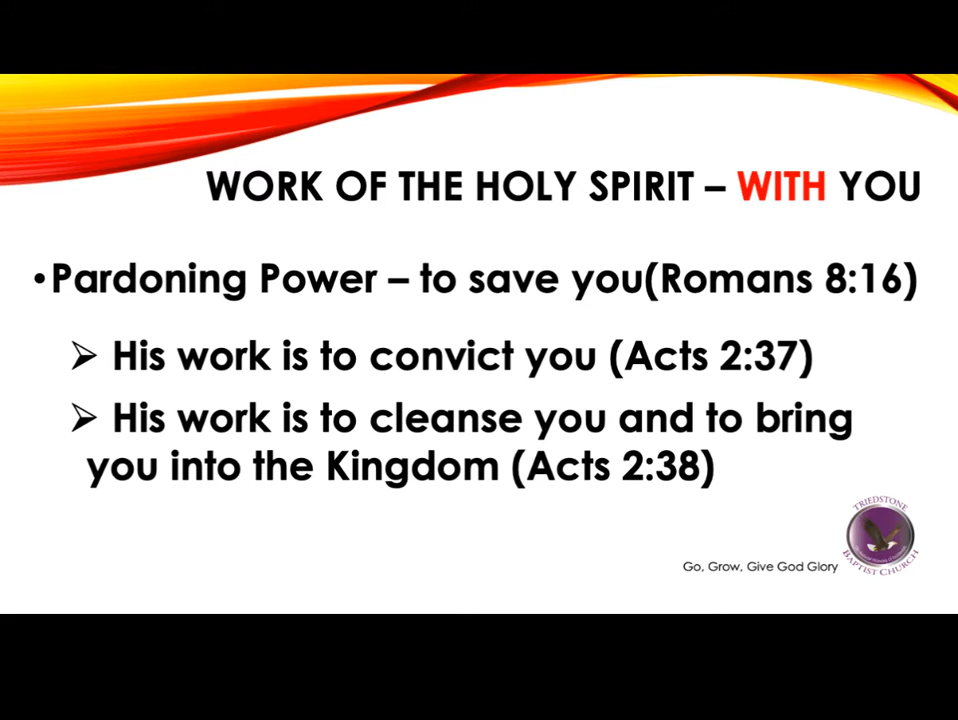 WORK OF THE HOLY SPIRIT – WITH YOU
•Pardoning Power – to save you(Romans 8:16)
➢ His work is to convict you (Acts 2:37)
➢ His work is to cleanse you and to bring
you into the Kingdom (Acts 2:38)
TRIEDSTONE
Go, Grow, Give God Glory
BAPTIST CHURCH